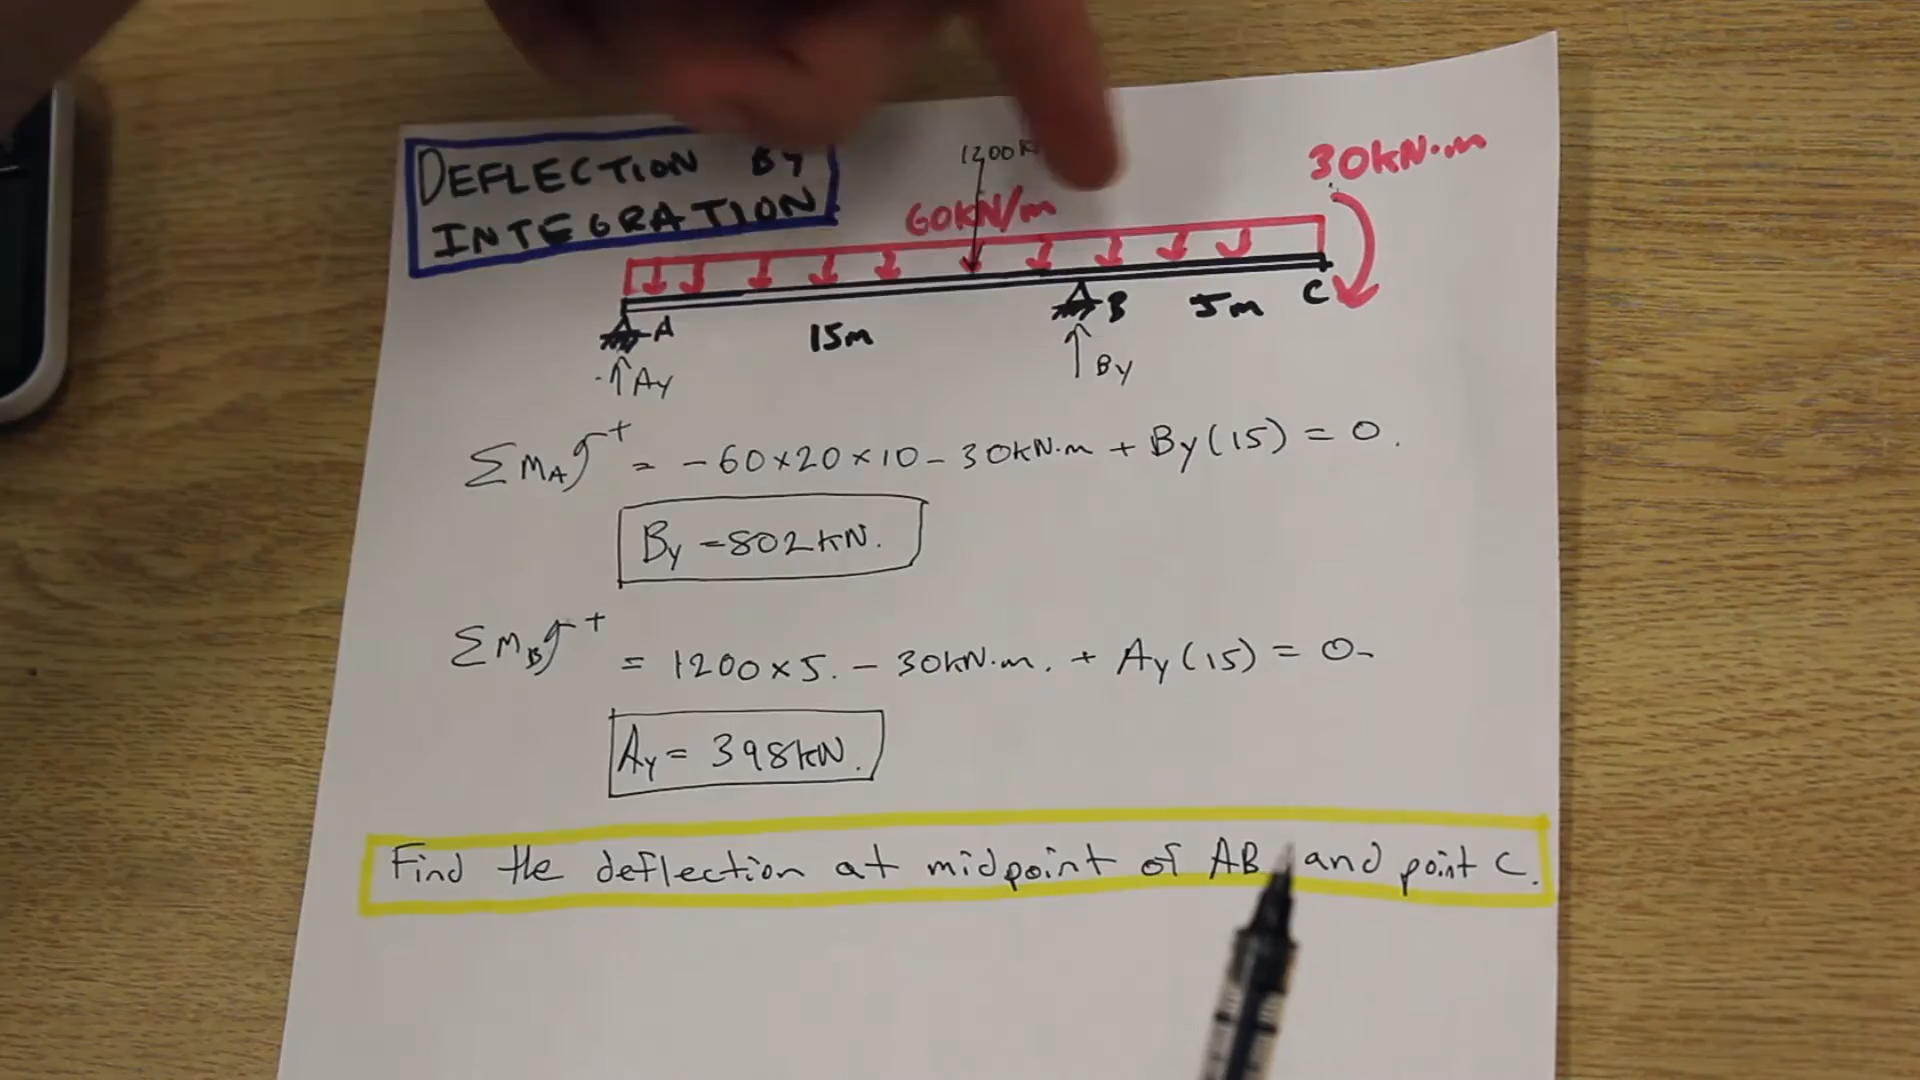 DEFLECTION BY
INTEGRATION
1200K
60KN/m
30KN·m
A
15m
B
5m
C
Ay
By
ΣMA + = -60×20×10 - 30KN·m + By(15) = 0.
By = 802KN.
ΣMB + = 1200×5. - 30KN·m. + Ay(15) = 0
Ay = 398KN.
Find the deflection at midpoint of AB and point C.